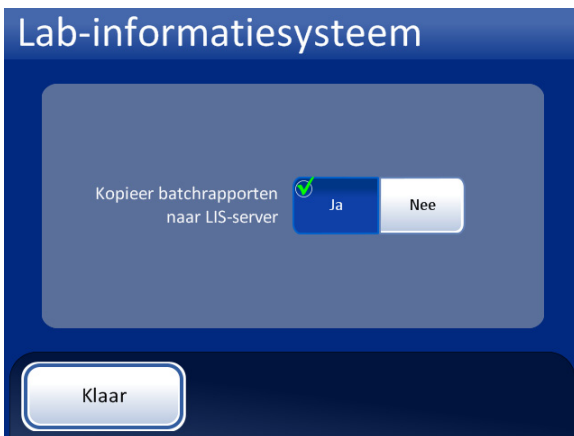 Lab-informatiesysteem
Kopieer batchrapporten
naar LIS-server
Ja
Nee
Klaar